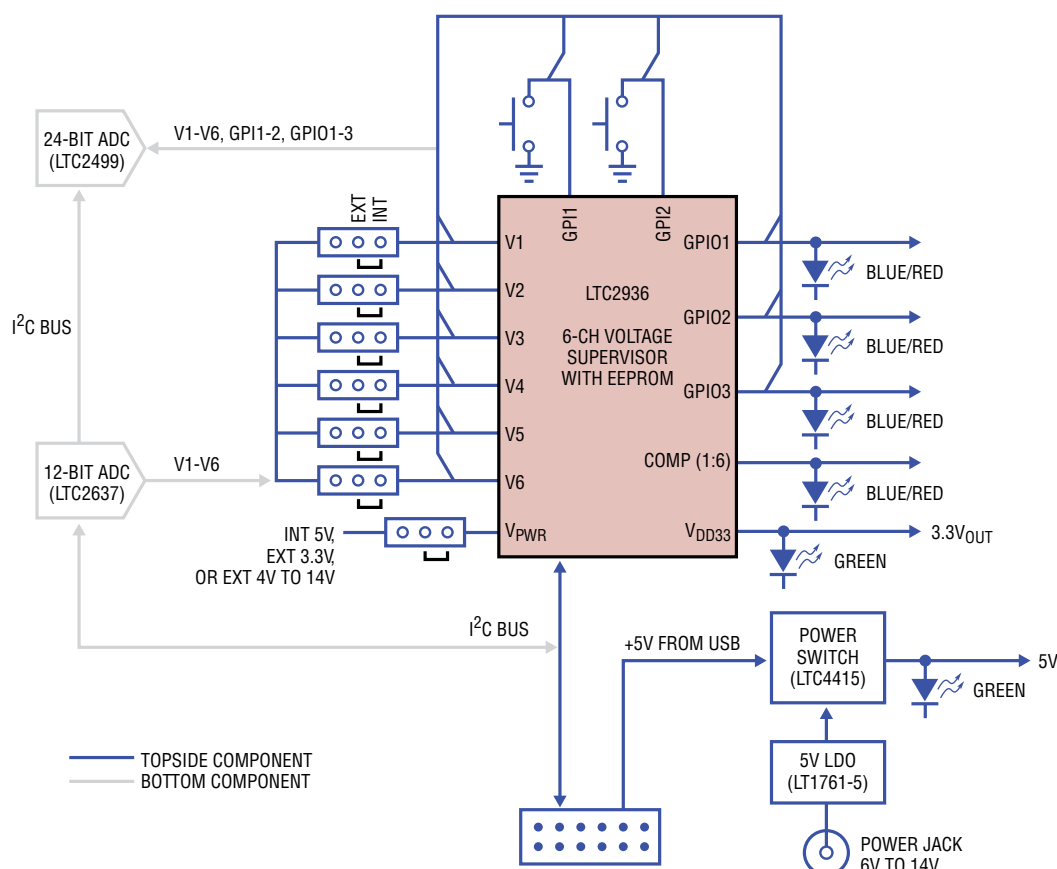 24-BIT ADC
(LTC2499)
V1-V6, GPI1-2, GPIO1-3
I²C BUS
12-BIT ADC
(LTC2637)
V1-V6
EXT
INT
GPI1
GPI2
V1
V2
V3
V4
V5
V6
VPWR
LTC2936
6-CH VOLTAGE
SUPERVISOR
WITH EEPROM
GPIO1
GPIO2
GPIO3
COMP (1:6)
VDD33
BLUE/RED
BLUE/RED
BLUE/RED
BLUE/RED
3.3VOUT
GREEN
INT 5V,
EXT 3.3V,
OR EXT 4V TO 14V
I²C BUS
+5V FROM USB
POWER
SWITCH
(LTC4415)
5V
GREEN
5V LDO
(LT1761-5)
POWER JACK
6V TO 14V
TOPSIDE COMPONENT
BOTTOM COMPONENT